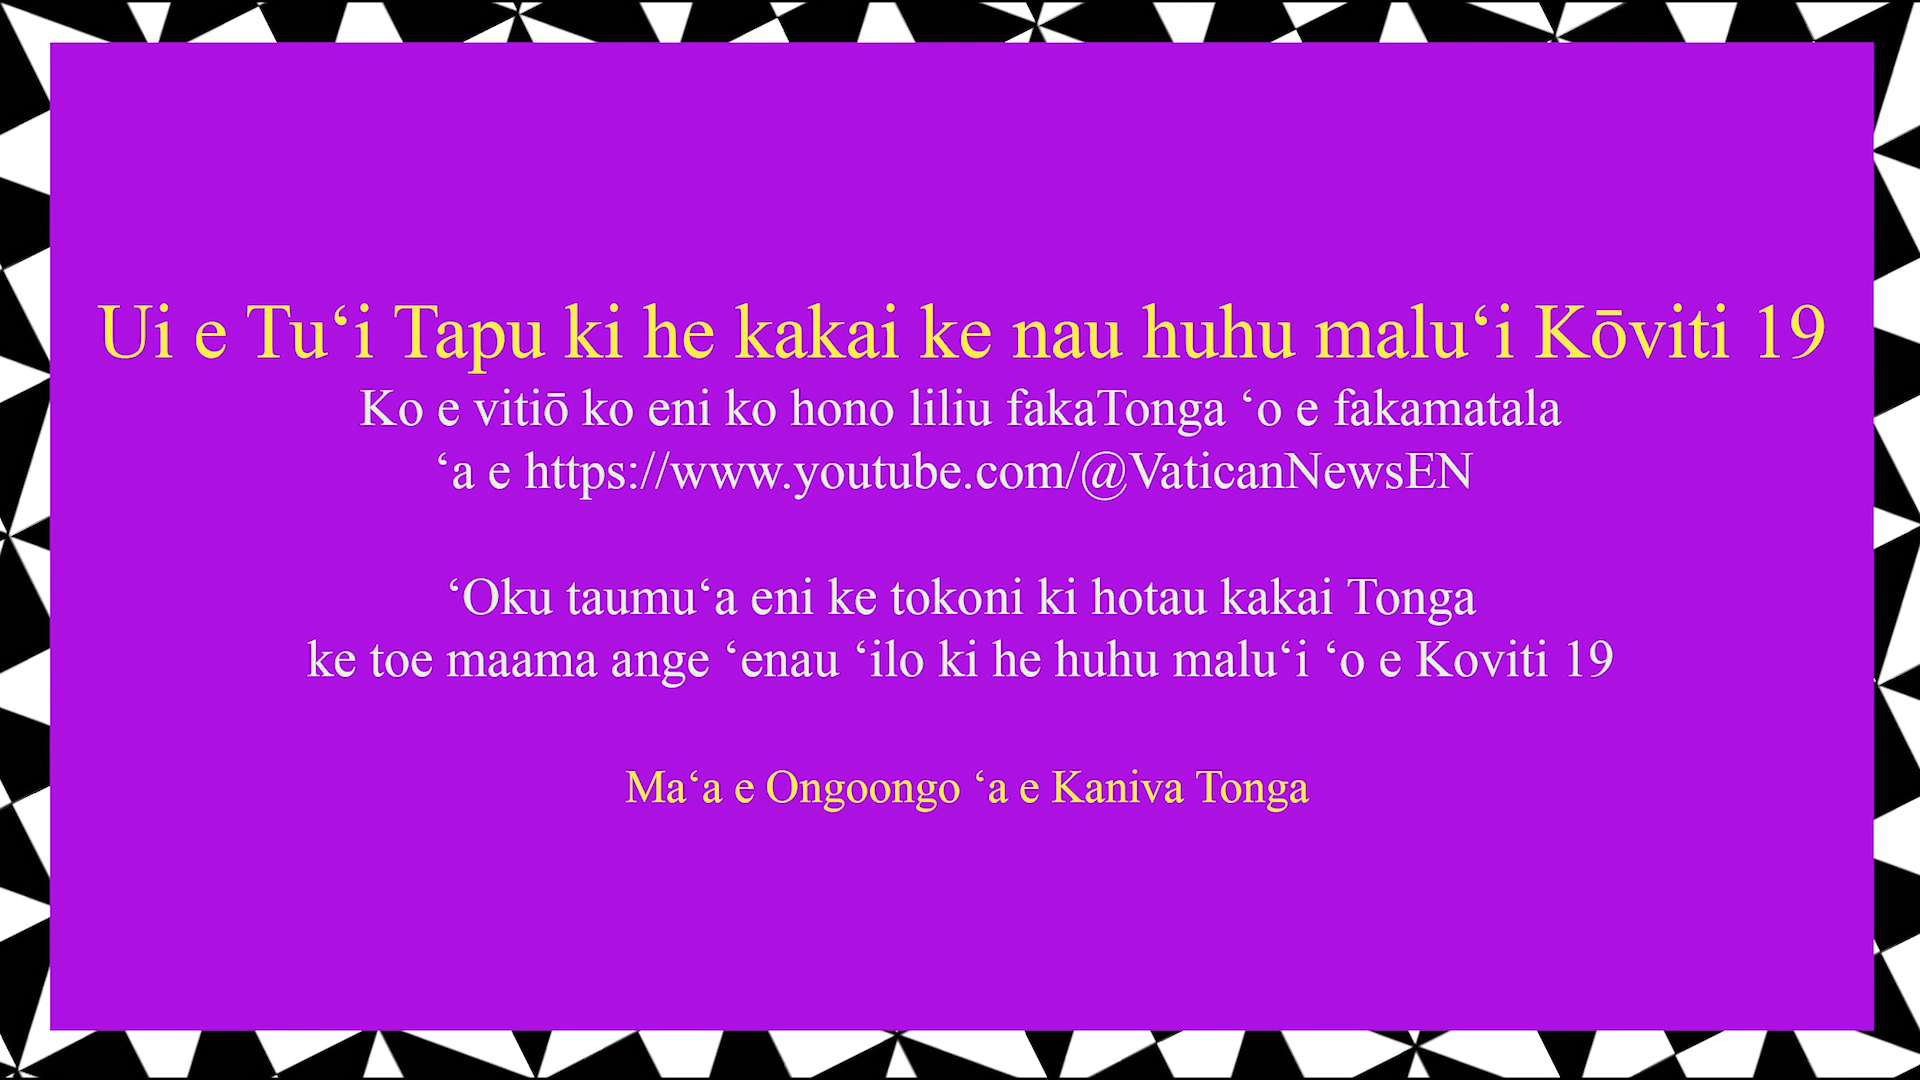 Ui e Tu‘i Tapu ki he kakai ke nau huhu malu‘i Kōviti 19
Ko e vitiō ko eni ko hono liliu fakaTonga ‘o e fakamatala
‘a e https://www.youtube.com/@VaticanNewsEN
‘Oku taumu‘a eni ke tokoni ki hotau kakai Tonga
ke toe maama ange ‘enau ‘ilo ki he huhu malu‘i ‘o e Koviti 19
Ma‘a e Ongoongo ‘a e Kaniva Tonga